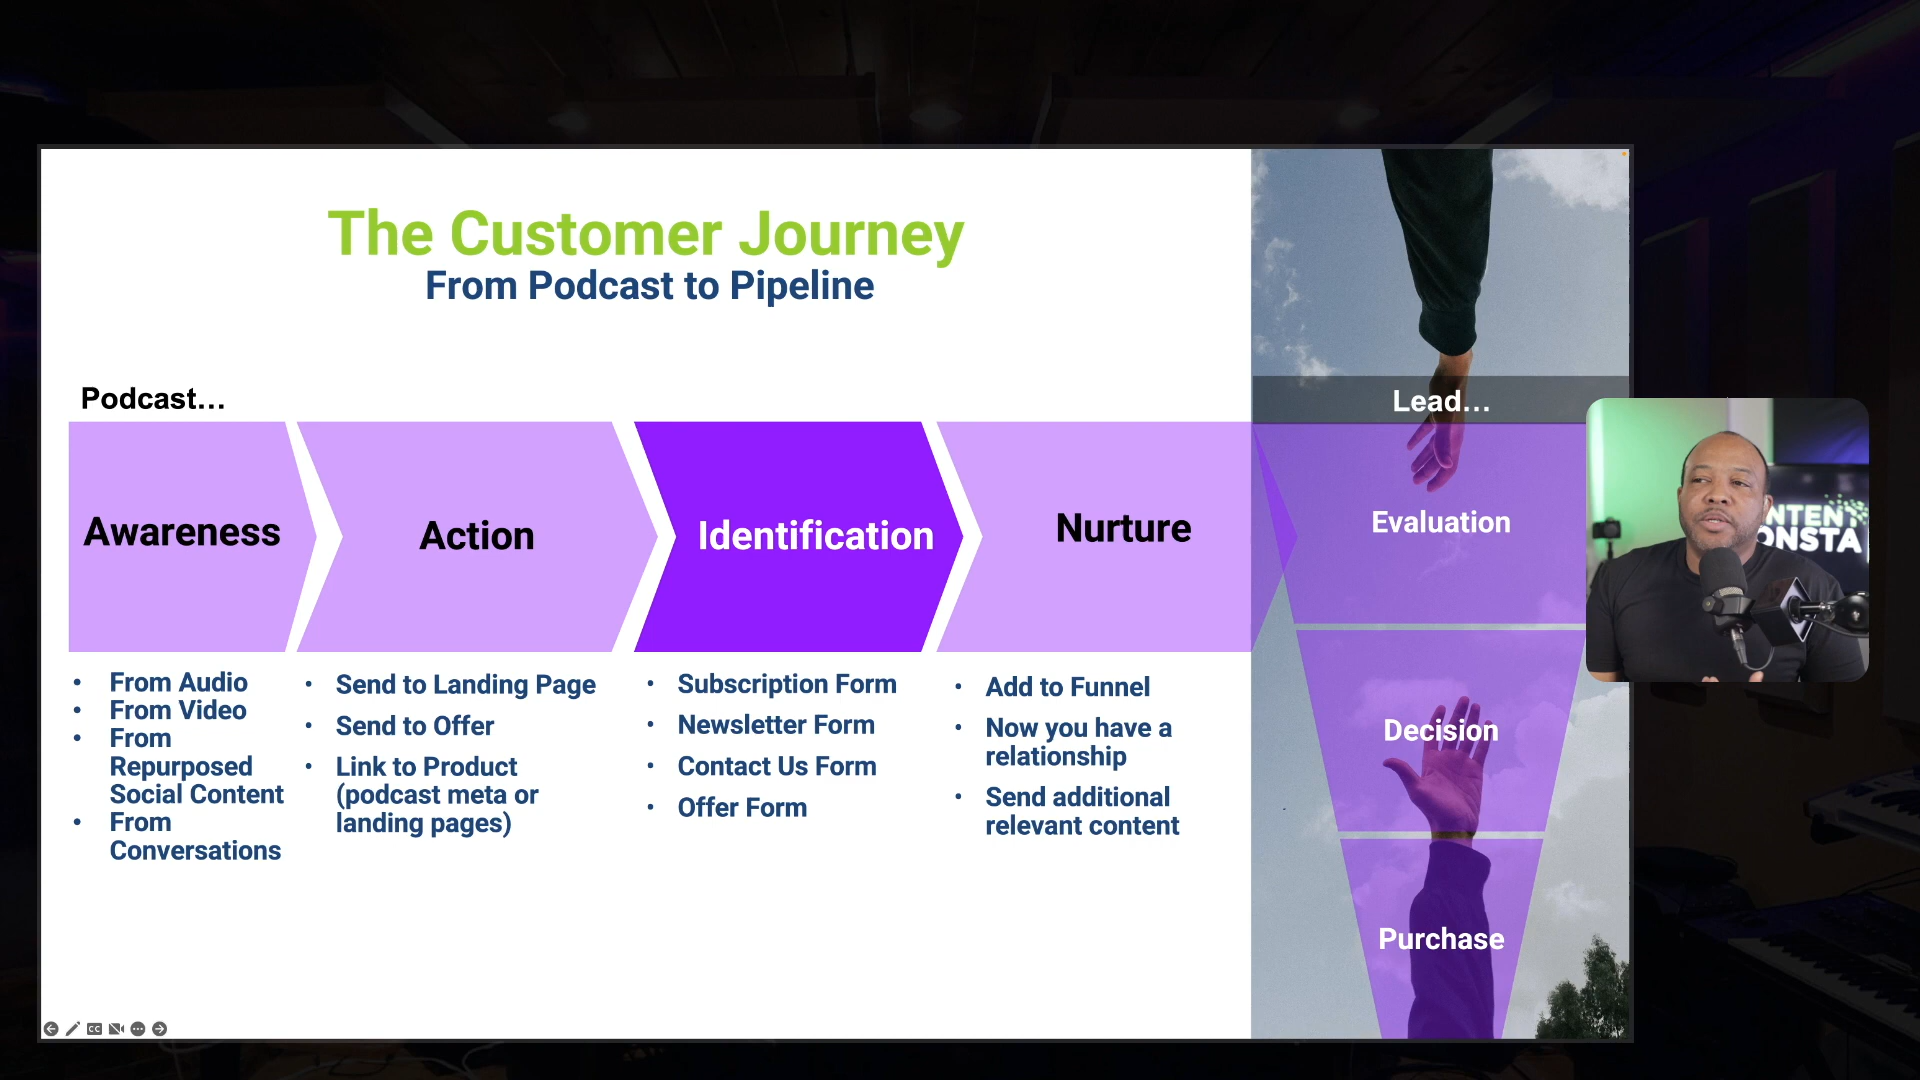 The Customer Journey
From Podcast to Pipeline
Podcast...
Lead...
Awareness
Action
Identification
Nurture
Evaluation
Decision
Purchase
• From Audio
• From Video
• From
Repurposed
Social Content
• From
Conversations
• Send to Landing Page
• Send to Offer
• Link to Product
(podcast meta or
landing pages)
• Subscription Form
• Newsletter Form
• Contact Us Form
• Offer Form
• Add to Funnel
• Now you have a
relationship
• Send additional
relevant content
NTENT
ONSTA
CC